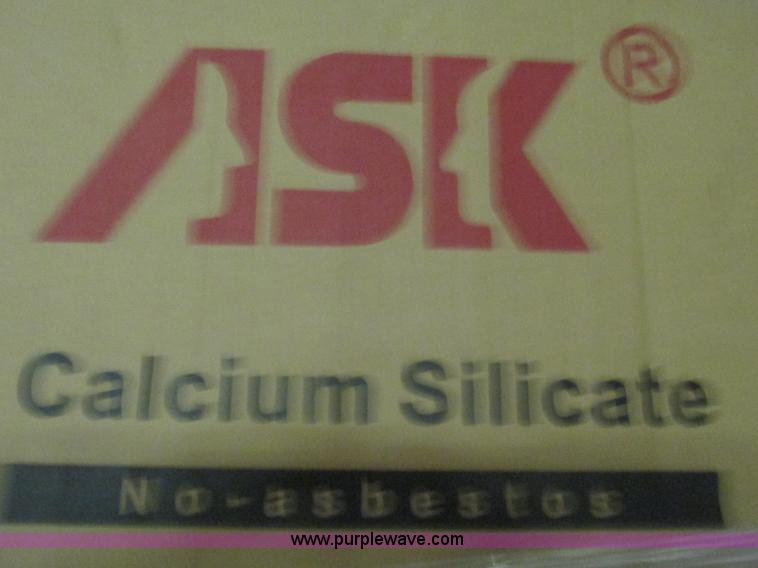 ASK®
Calcium Silicate
No-asbestos
www.purplewave.com